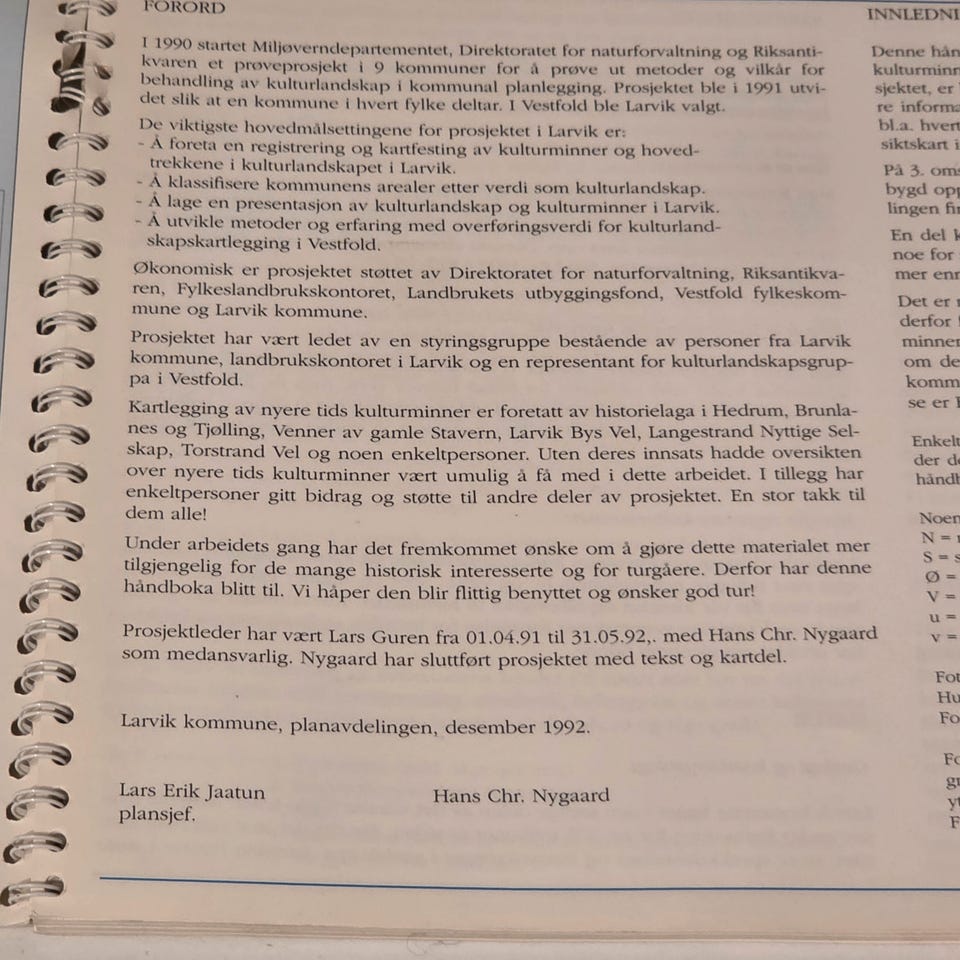 FORORD
I 1990 startet Miljøverndepartementet, Direktoratet for naturforvaltning og Riksanti-
kvaren et prøveprosjekt i 9 kommuner for å prøve ut metoder og vilkår for
behandling av kulturlandskap i kommunal planlegging. Prosjektet ble i 1991 utvi-
det slik at en kommune i hvert fylke deltar. I Vestfold ble Larvik valgt.
De viktigste hovedmålsettingene for prosjektet i Larvik er:
- Å foreta en registrering og kartfesting av kulturminner og hoved-
trekkene i kulturlandskapet i Larvik.
- Å klassifisere kommunens arealer etter verdi som kulturlandskap.
- Å lage en presentasjon av kulturlandskap og kulturminner i Larvik.
- Å utvikle metoder og erfaring med overføringsverdi for kulturland-
skapskartlegging i Vestfold.
Økonomisk er prosjektet støttet av Direktoratet for naturforvaltning, Riksantikva-
ren, Fylkeslandbrukskontoret, Landbrukets utbyggingsfond, Vestfold fylkeskom-
mune og Larvik kommune.
Prosjektet har vært ledet av en styringsgruppe bestående av personer fra Larvik
kommune, landbrukskontoret i Larvik og en representant for kulturlandskapsgrup-
pa i Vestfold.
Kartlegging av nyere tids kulturminner er foretatt av historielaga i Hedrum, Brunla-
nes og Tjølling, Venner av gamle Stavern, Larvik Bys Vel, Langestrand Nyttige Sel-
skap, Torstrand Vel og noen enkeltpersoner. Uten deres innsats hadde oversikten
over nyere tids kulturminner vært umulig å få med i dette arbeidet. I tillegg har
enkeltpersoner gitt bidrag og støtte til andre deler av prosjektet. En stor takk til
dem alle!
Under arbeidets gang har det fremkommet ønske om å gjøre dette materialet mer
tilgjengelig for de mange historisk interesserte og for turgåere. Derfor har denne
håndboka blitt til. Vi håper den blir flittig benyttet og ønsker god tur!
Prosjektleder har vært Lars Guren fra 01.04.91 til 31.05.92,. med Hans Chr. Nygaard
som medansvarlig. Nygaard har sluttført prosjektet med tekst og kartdel.
Larvik kommune, planavdelingen, desember 1992.
Lars Erik Jaatun
plansjef.
Hans Chr. Nygaard
INNLEDNI
Denne hån
kulturminn
sjektet, er
re informa
bl.a. hvert
siktskart i
På 3. oms
bygd opp
lingen fin
En del k
noe for
mer enn
Det er
derfor
minner
om de
komm
se er
Enkelt
der de
håndb
Noen
N =
S = s
Ø =
V =
u =
v =
Fot
Hu
Fo
Fo
gr
yt
F